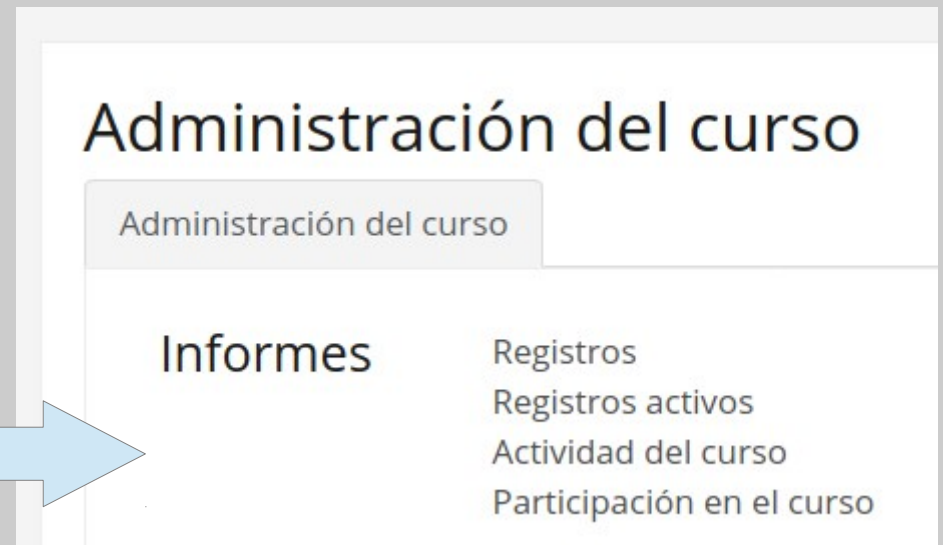 Administración del curso
Administración del curso
Informes
Registros
Registros activos
Actividad del curso
Participación en el curso